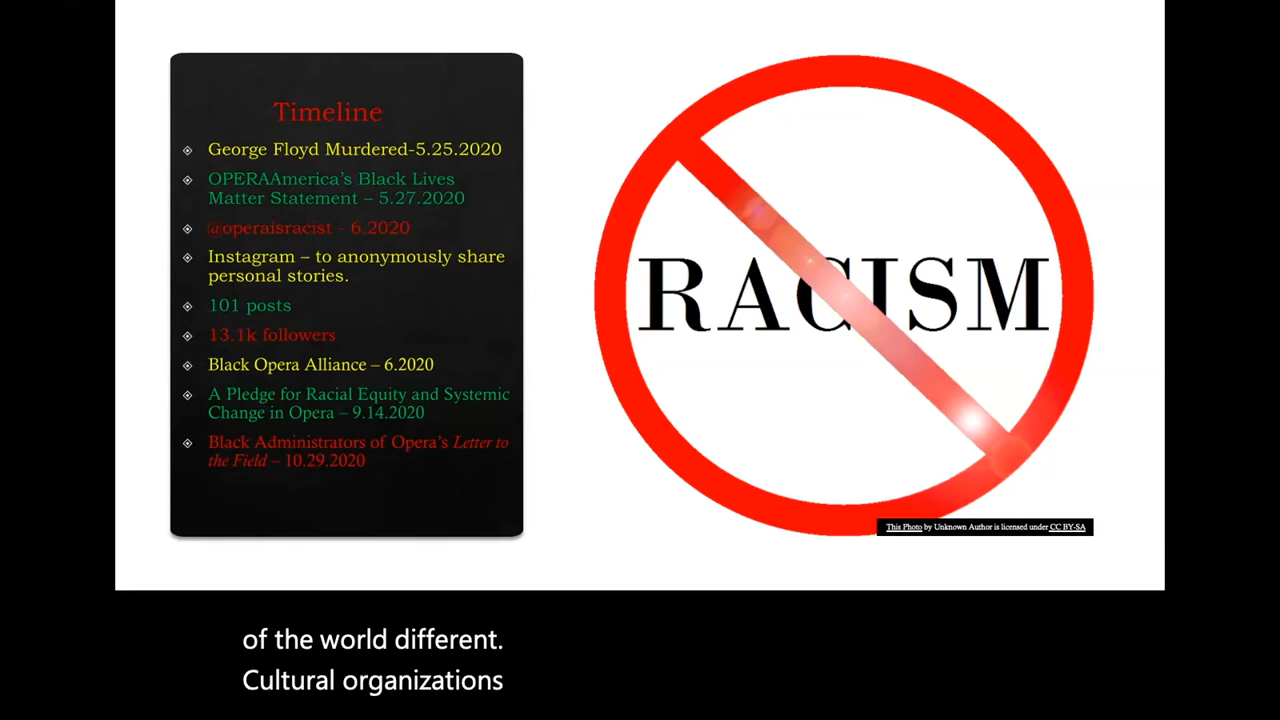 Timeline
George Floyd Murdered-5.25.2020
OPERAAmerica's Black Lives
Matter Statement – 5.27.2020
@operaisracist - 6.2020
Instagram – to anonymously share
personal stories.
101 posts
13.1k followers
Black Opera Alliance – 6.2020
A Pledge for Racial Equity and Systemic
Change in Opera – 9.14.2020
Black Administrators of Opera's Letter to
the Field – 10.29.2020
RACISM
This Photo by Unknown Author is licensed under CC BY-SA
of the world different.
Cultural organizations